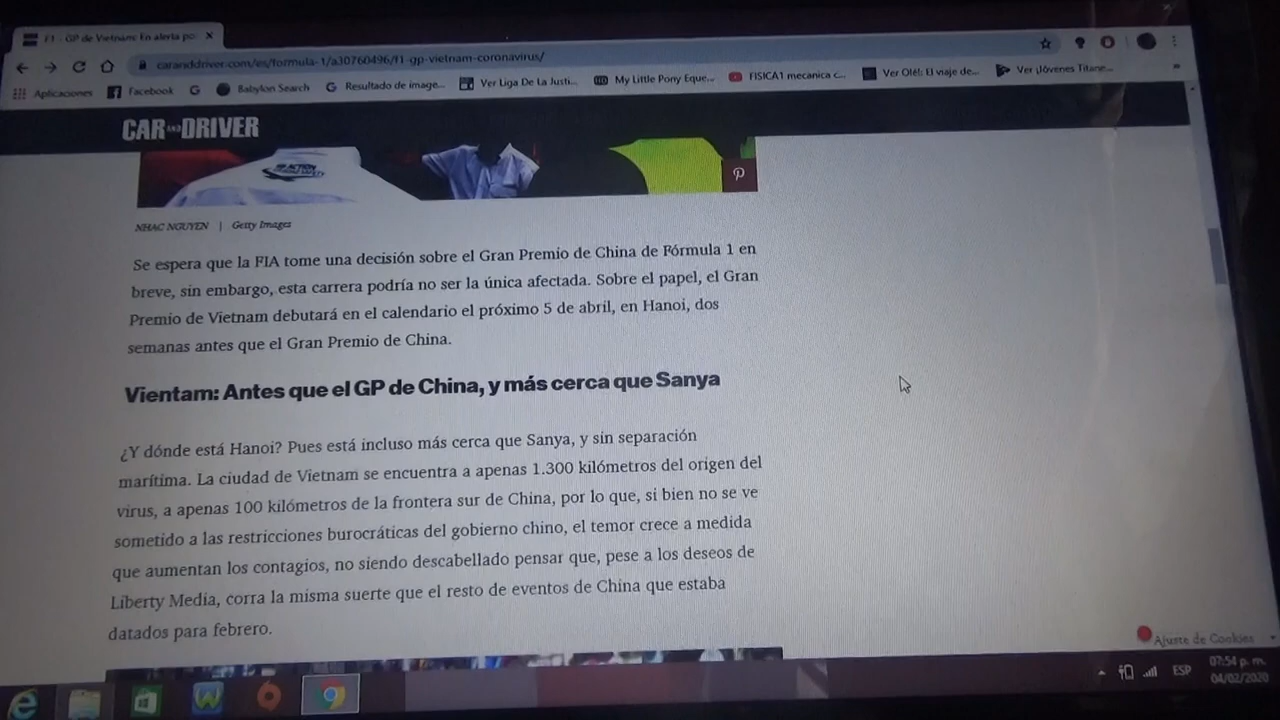 F1 - GP de Vietnam: En alerta po
caranddriver.com/es/formula-1/a30760496/f1-gp-vietnam-coronavirus/
Aplicaciones Facebook Babylon Search Resultado de image... Ver Liga De La Justi... My Little Pony Eque... FISICA1 mecanica c... Ver Olé!: El viaje de... Ver ¡Jóvenes Titane...
CAR AND DRIVER
NHAC NGUYEN | Getty Images
Se espera que la FIA tome una decisión sobre el Gran Premio de China de Fórmula 1 en
breve, sin embargo, esta carrera podría no ser la única afectada. Sobre el papel, el Gran
Premio de Vietnam debutará en el calendario el próximo 5 de abril, en Hanoi, dos
semanas antes que el Gran Premio de China.
Vientam: Antes que el GP de China, y más cerca que Sanya
¿Y dónde está Hanoi? Pues está incluso más cerca que Sanya, y sin separación
marítima. La ciudad de Vietnam se encuentra a apenas 1.300 kilómetros del origen del
virus, a apenas 100 kilómetros de la frontera sur de China, por lo que, si bien no se ve
sometido a las restricciones burocráticas del gobierno chino, el temor crece a medida
que aumentan los contagios, no siendo descabellado pensar que, pese a los deseos de
Liberty Media, corra la misma suerte que el resto de eventos de China que estaba
datados para febrero.
Ajuste de Cookies
ESP
07:54 p. m.
04/02/2020